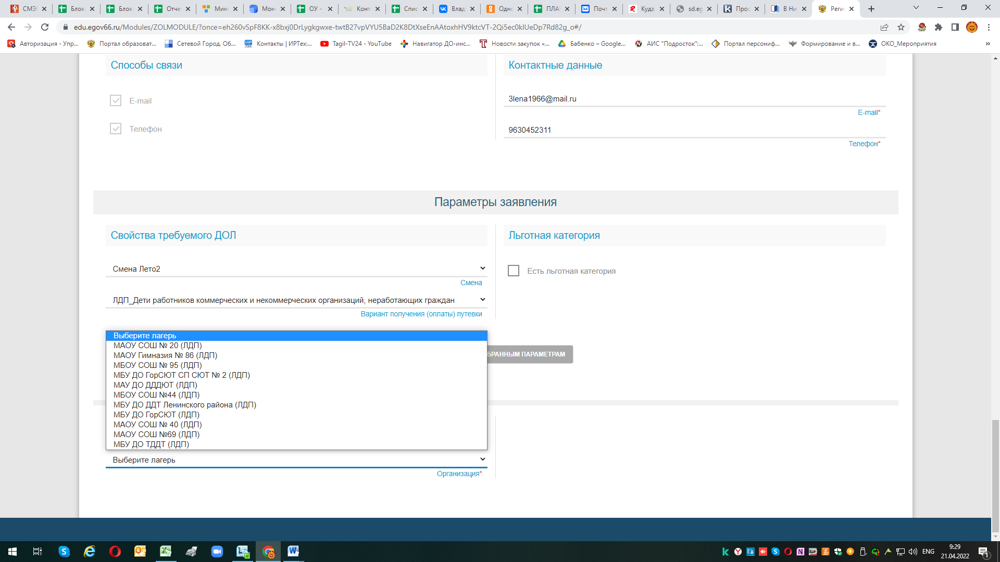 СМЭ
Блок
Блок
Отче
Мин
Мон
ОУ -
Конт
Спис
Влад
Одно
ПЛА
Почт
Куда
sd.eg
Прос
В Ни
Реги
edu.egov66.ru/Modules/ZOLMODULE/?once=eh260vSpF8KK-x8bxj0DrLygkgwxe-twtB27vpVYU5BaD2K8DtXseEnAAtoxhHV9ktcVT-2Qi5ec0kIUeDp7Rd82g_o#/
Авторизация - Упр...
Портал образоват...
Сетевой Город. Об...
Контакты | ИРТех:...
Tagil-TV24 - YouTube
Навигатор ДО-инс...
Новости закупок «...
Бабенко – Google...
АИС "Подросток":...
Портал персониф...
Формирование и в...
ОКО_Мероприятия
»
Способы связи
Контактные данные
E-mail
3lena1966@mail.ru
E-mail*
Телефон
9630452311
Телефон*
Параметры заявления
Свойства требуемого ДОЛ
Льготная категория
Смена Лето2
Смена
Есть льготная категория
ЛДП_Дети работников коммерческих и некоммерческих организаций, неработающих граждан
Вариант получения (оплаты) путевки
Выберите лагерь
МАОУ СОШ № 20 (ЛДП)
МАОУ Гимназия № 86 (ЛДП)
БРАННЫМ ПАРАМЕТРАМ
МБОУ СОШ № 95 (ЛДП)
МБУ ДО ГорСЮТ СП СЮТ № 2 (ЛДП)
МАУ ДО ДДДЮТ (ЛДП)
МБОУ СОШ №44 (ЛДП)
МБУ ДО ДДТ Ленинского района (ЛДП)
МБУ ДО ГорСЮТ (ЛДП)
МАОУ СОШ № 40 (ЛДП)
МАОУ СОШ №69 (ЛДП)
МБУ ДО ТДДТ (ЛДП)
Выберите лагерь
Организация*
ENG
9:29
21.04.2022
1